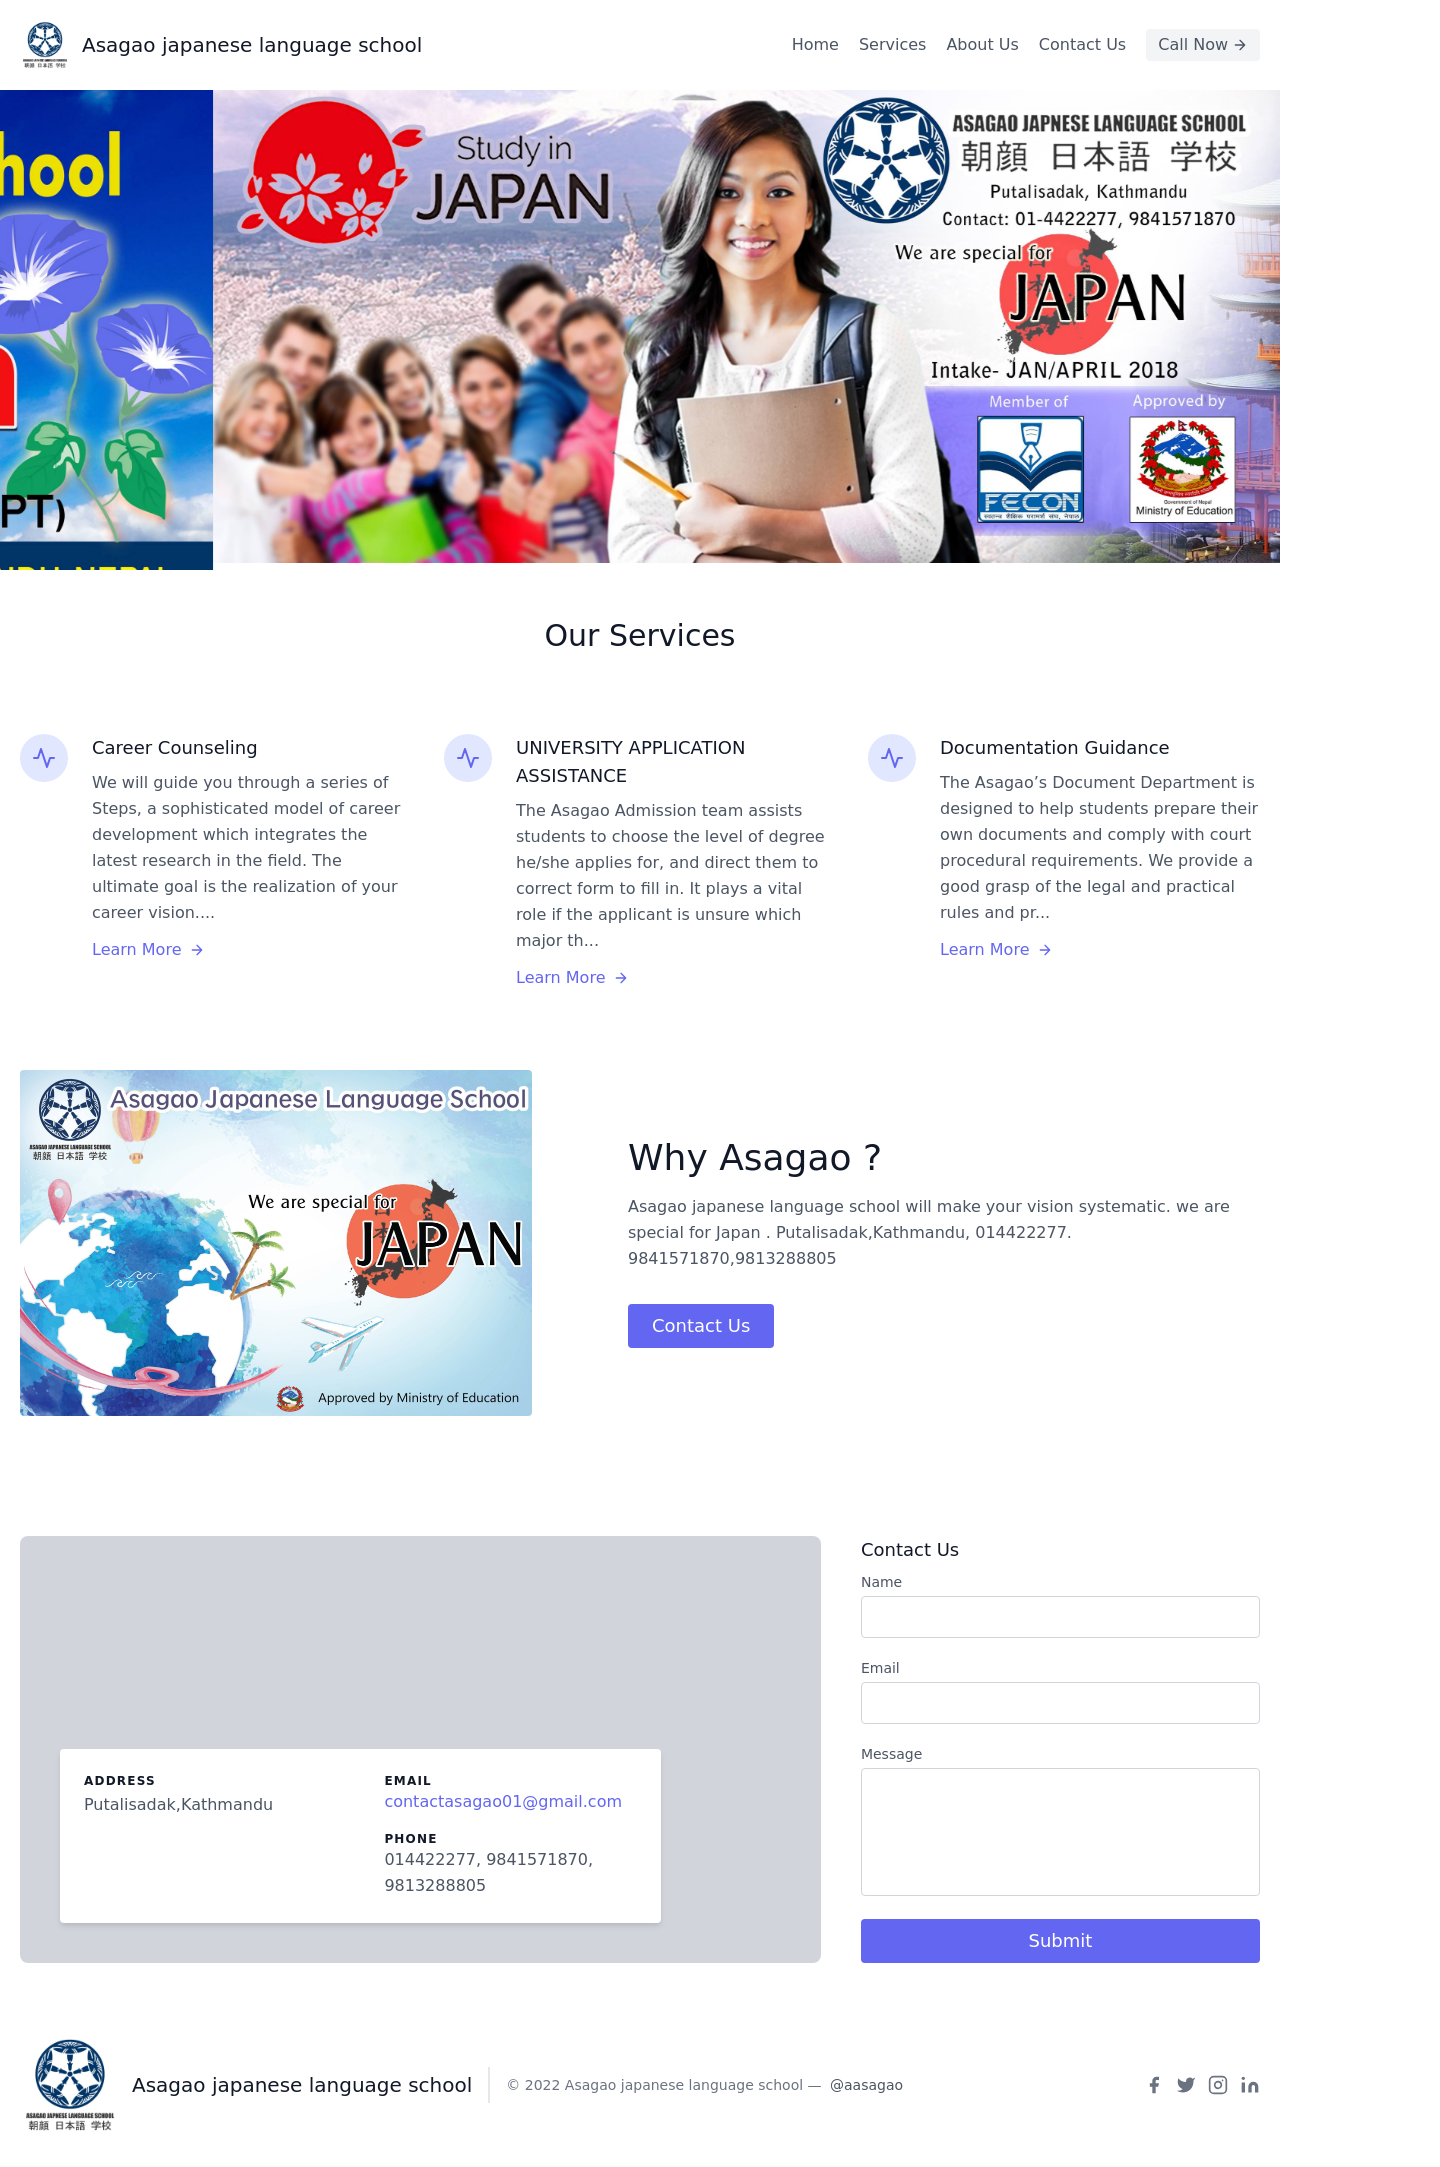 Asagao japanese language school
Home
Services
About Us
Contact Us
Call Now
朝顔 日本語 学校
hool
PT)
Study in
JAPAN
ASAGAO JAPNESE LANGUAGE SCHOOL
朝顔 日本語 学校
Putalisadak, Kathmandu
Contact: 01-4422277, 9841571870
We are special for
JAPAN
Intake- JAN/APRIL 2018
Member of
Approved by
FECON
Government of Nepal
Ministry of Education
Our Services
Career Counseling
We will guide you through a series of
Steps, a sophisticated model of career
development which integrates the
latest research in the field. The
ultimate goal is the realization of your
career vision....
Learn More
UNIVERSITY APPLICATION
ASSISTANCE
The Asagao Admission team assists
students to choose the level of degree
he/she applies for, and direct them to
correct form to fill in. It plays a vital
role if the applicant is unsure which
major th...
Learn More
Documentation Guidance
The Asagao’s Document Department is
designed to help students prepare their
own documents and comply with court
procedural requirements. We provide a
good grasp of the legal and practical
rules and pr...
Learn More
Asagao Japanese Language School
ASAGAO JAPNESE LANGUAGE SCHOOL
朝顔 日本語 学校
We are special for
JAPAN
Approved by Ministry of Education
Why Asagao ?
Asagao japanese language school will make your vision systematic. we are
special for Japan . Putalisadak,Kathmandu, 014422277.
9841571870,9813288805
Contact Us
ADDRESS
Putalisadak,Kathmandu
EMAIL
contactasagao01@gmail.com
PHONE
014422277, 9841571870,
9813288805
Contact Us
Name
Email
Message
Submit
ASAGAO JAPNESE LANGUAGE SCHOOL
朝顔 日本語 学校
Asagao japanese language school
© 2022 Asagao japanese language school — @aasagao